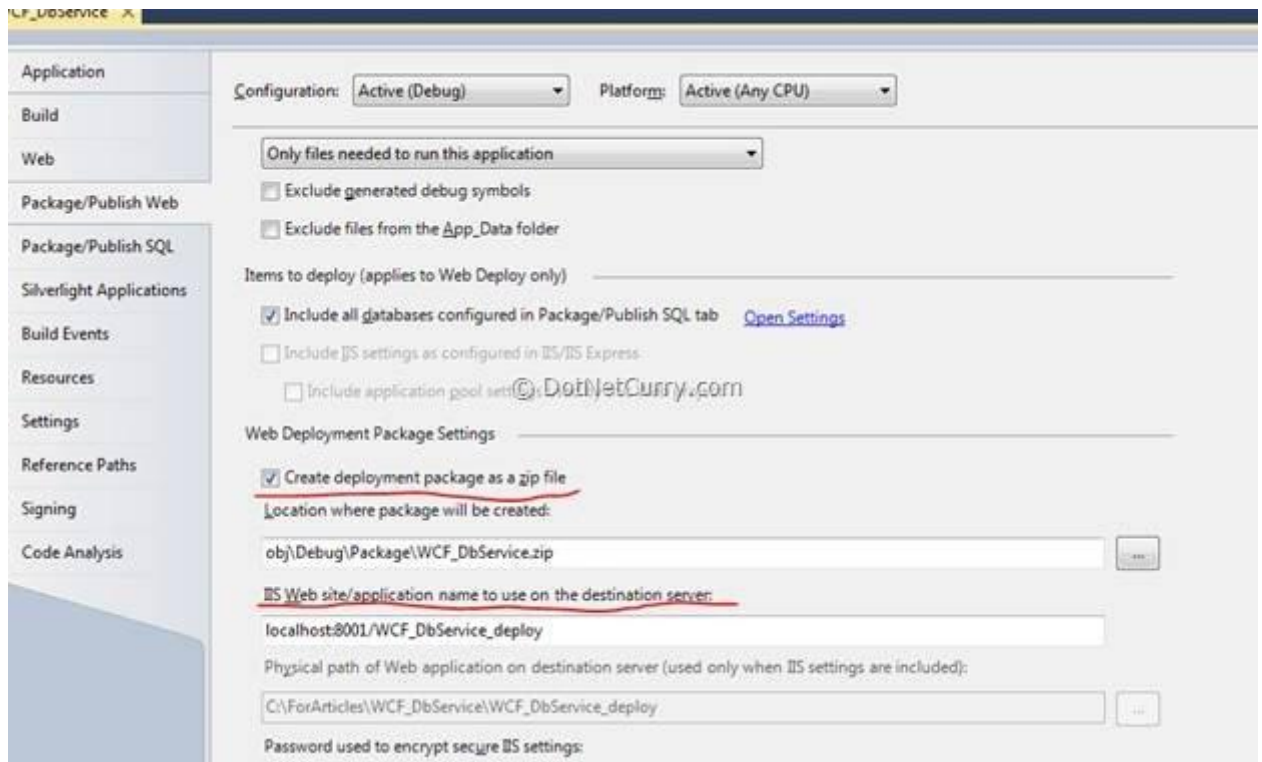 WCF_DbService X
Application
Build
Web
Package/Publish Web
Package/Publish SQL
Silverlight Applications
Build Events
Resources
Settings
Reference Paths
Signing
Code Analysis
Configuration: Active (Debug) Platform: Active (Any CPU)
Only files needed to run this application
Exclude generated debug symbols
Exclude files from the App_Data folder
Items to deploy (applies to Web Deploy only)
Include all databases configured in Package/Publish SQL tab Open Settings
Include IIS settings as configured in IIS/IIS Express
Include application pool
© DotNetCurry.com
Web Deployment Package Settings
Create deployment package as a zip file
Location where package will be created:
obj\Debug\Package\WCF_DbService.zip ...
IIS Web site/application name to use on the destination server:
localhost:8001/WCF_DbService_deploy
Physical path of Web application on destination server (used only when IIS settings are included):
C:\ForArticles\WCF_DbService\WCF_DbService_deploy ...
Password used to encrypt secure IIS settings: